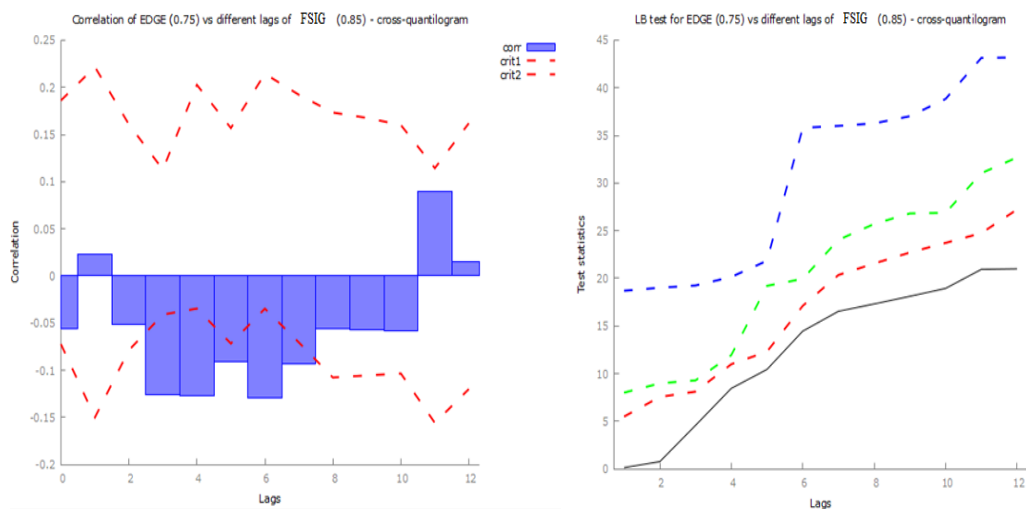 Correlation of EDGE (0.75) vs different lags of FSIG (0.85) - cross-quantilogram
0.25
0.2
0.15
0.1
0.05
0
-0.05
-0.1
-0.15
-0.2
0 2 4 6 8 10 12
Correlation
Lags
corr
crit1
crit2
LB test for EDGE (0.75) vs different lags of FSIG (0.85) - cross-quantilogram
45
40
35
30
25
20
15
10
5
0
2 4 6 8 10 12
Test statistics
Lags